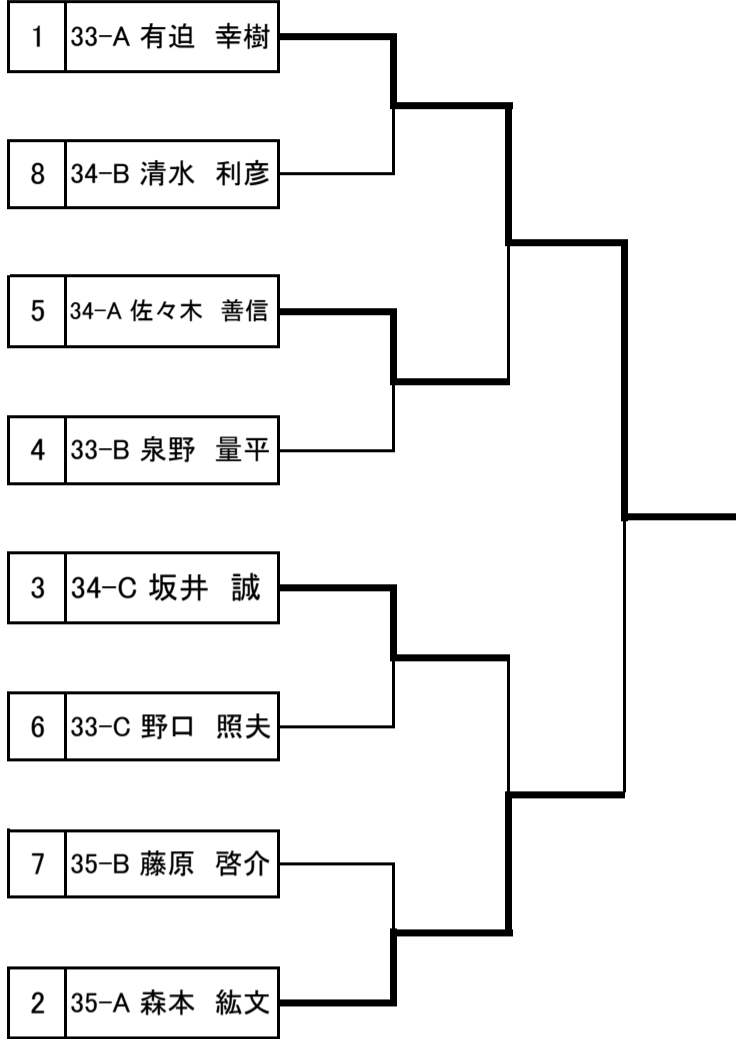 1 33-A 有迫　幸樹
8 34-B 清水　利彦
5 34-A 佐々木　善信
4 33-B 泉野　量平
3 34-C 坂井　誠
6 33-C 野口　照夫
7 35-B 藤原　啓介
2 35-A 森本　紘文